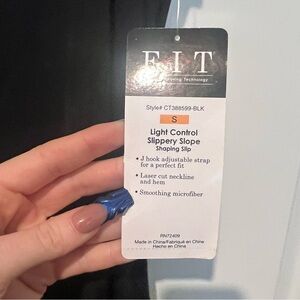 F.I.T
Technology
Style# CT388599-BLK
S
Light Control
Slippery Slope
Shaping Slip
• J hook adjustable strap
for a perfect fit
• Laser cut neckline
and hem
• Smoothing microfiber
RN72409
Made in China/Fabriqué en Chine
Hecho en China